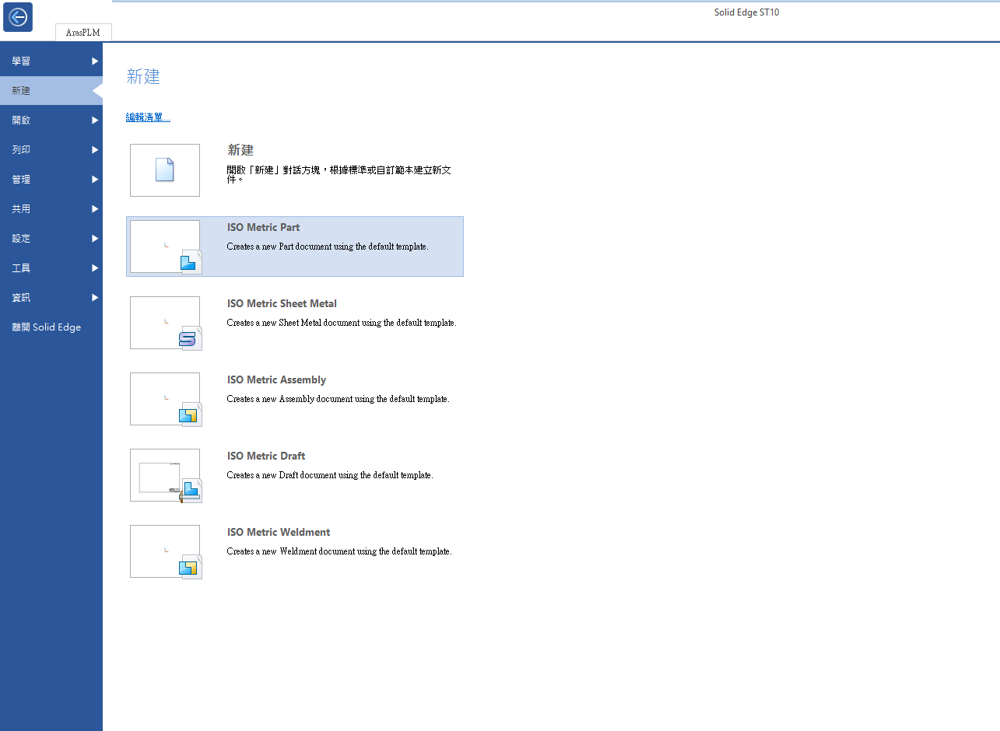 Solid Edge ST10
ArasPLM
學習
新建
開啟
列印
管理
共用
設定
工具
資訊
離開 Solid Edge
新建
編輯清單...
新建
開啟「新建」對話方塊，根據標準或自訂範本建立新文
件。
ISO Metric Part
Creates a new Part document using the default template.
ISO Metric Sheet Metal
Creates a new Sheet Metal document using the default template.
ISO Metric Assembly
Creates a new Assembly document using the default template.
ISO Metric Draft
Creates a new Draft document using the default template.
ISO Metric Weldment
Creates a new Weldment document using the default template.